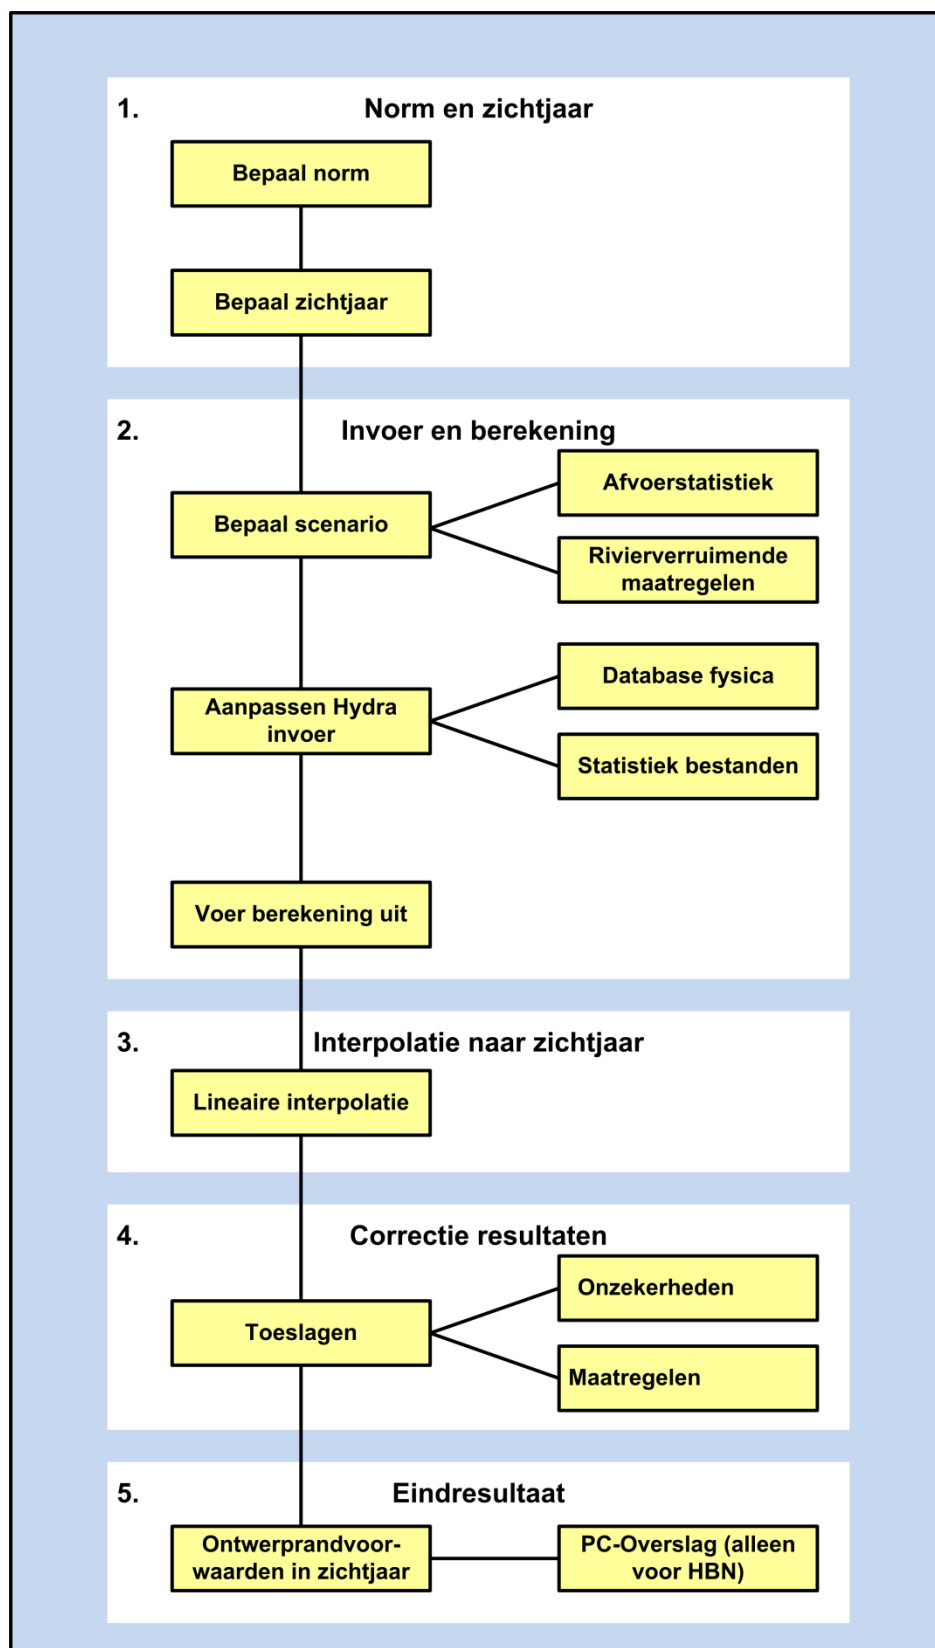 1. Norm en zichtjaar
Bepaal norm
Bepaal zichtjaar
2. Invoer en berekening
Bepaal scenario
Afvoerstatistiek
Rivierverruimende
maatregelen
Aanpassen Hydra
invoer
Database fysica
Statistiek bestanden
Voer berekening uit
3. Interpolatie naar zichtjaar
Lineaire interpolatie
4. Correctie resultaten
Toeslagen
Onzekerheden
Maatregelen
5. Eindresultaat
Ontwerprandvoor-
waarden in zichtjaar
PC-Overslag (alleen
voor HBN)